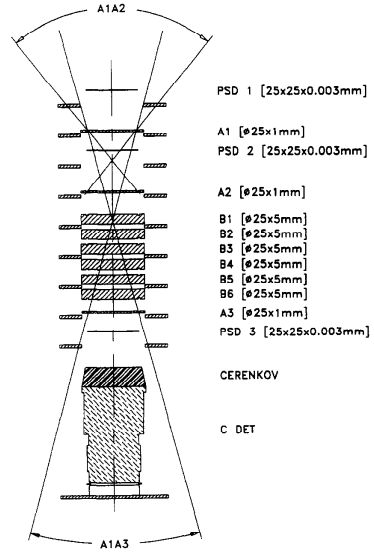 A1A2
PSD 1 [25x25x0.003mm]
A1 [ø25x1mm]
PSD 2 [25x25x0.003mm]
A2 [ø25x1mm]
B1 [ø25x5mm]
B2 [ø25x5mm]
B3 [ø25x5mm]
B4 [ø25x5mm]
B5 [ø25x5mm]
B6 [ø25x5mm]
A3 [ø25x1mm]
PSD 3 [25x25x0.003mm]
CERENKOV
C DET
A1A3